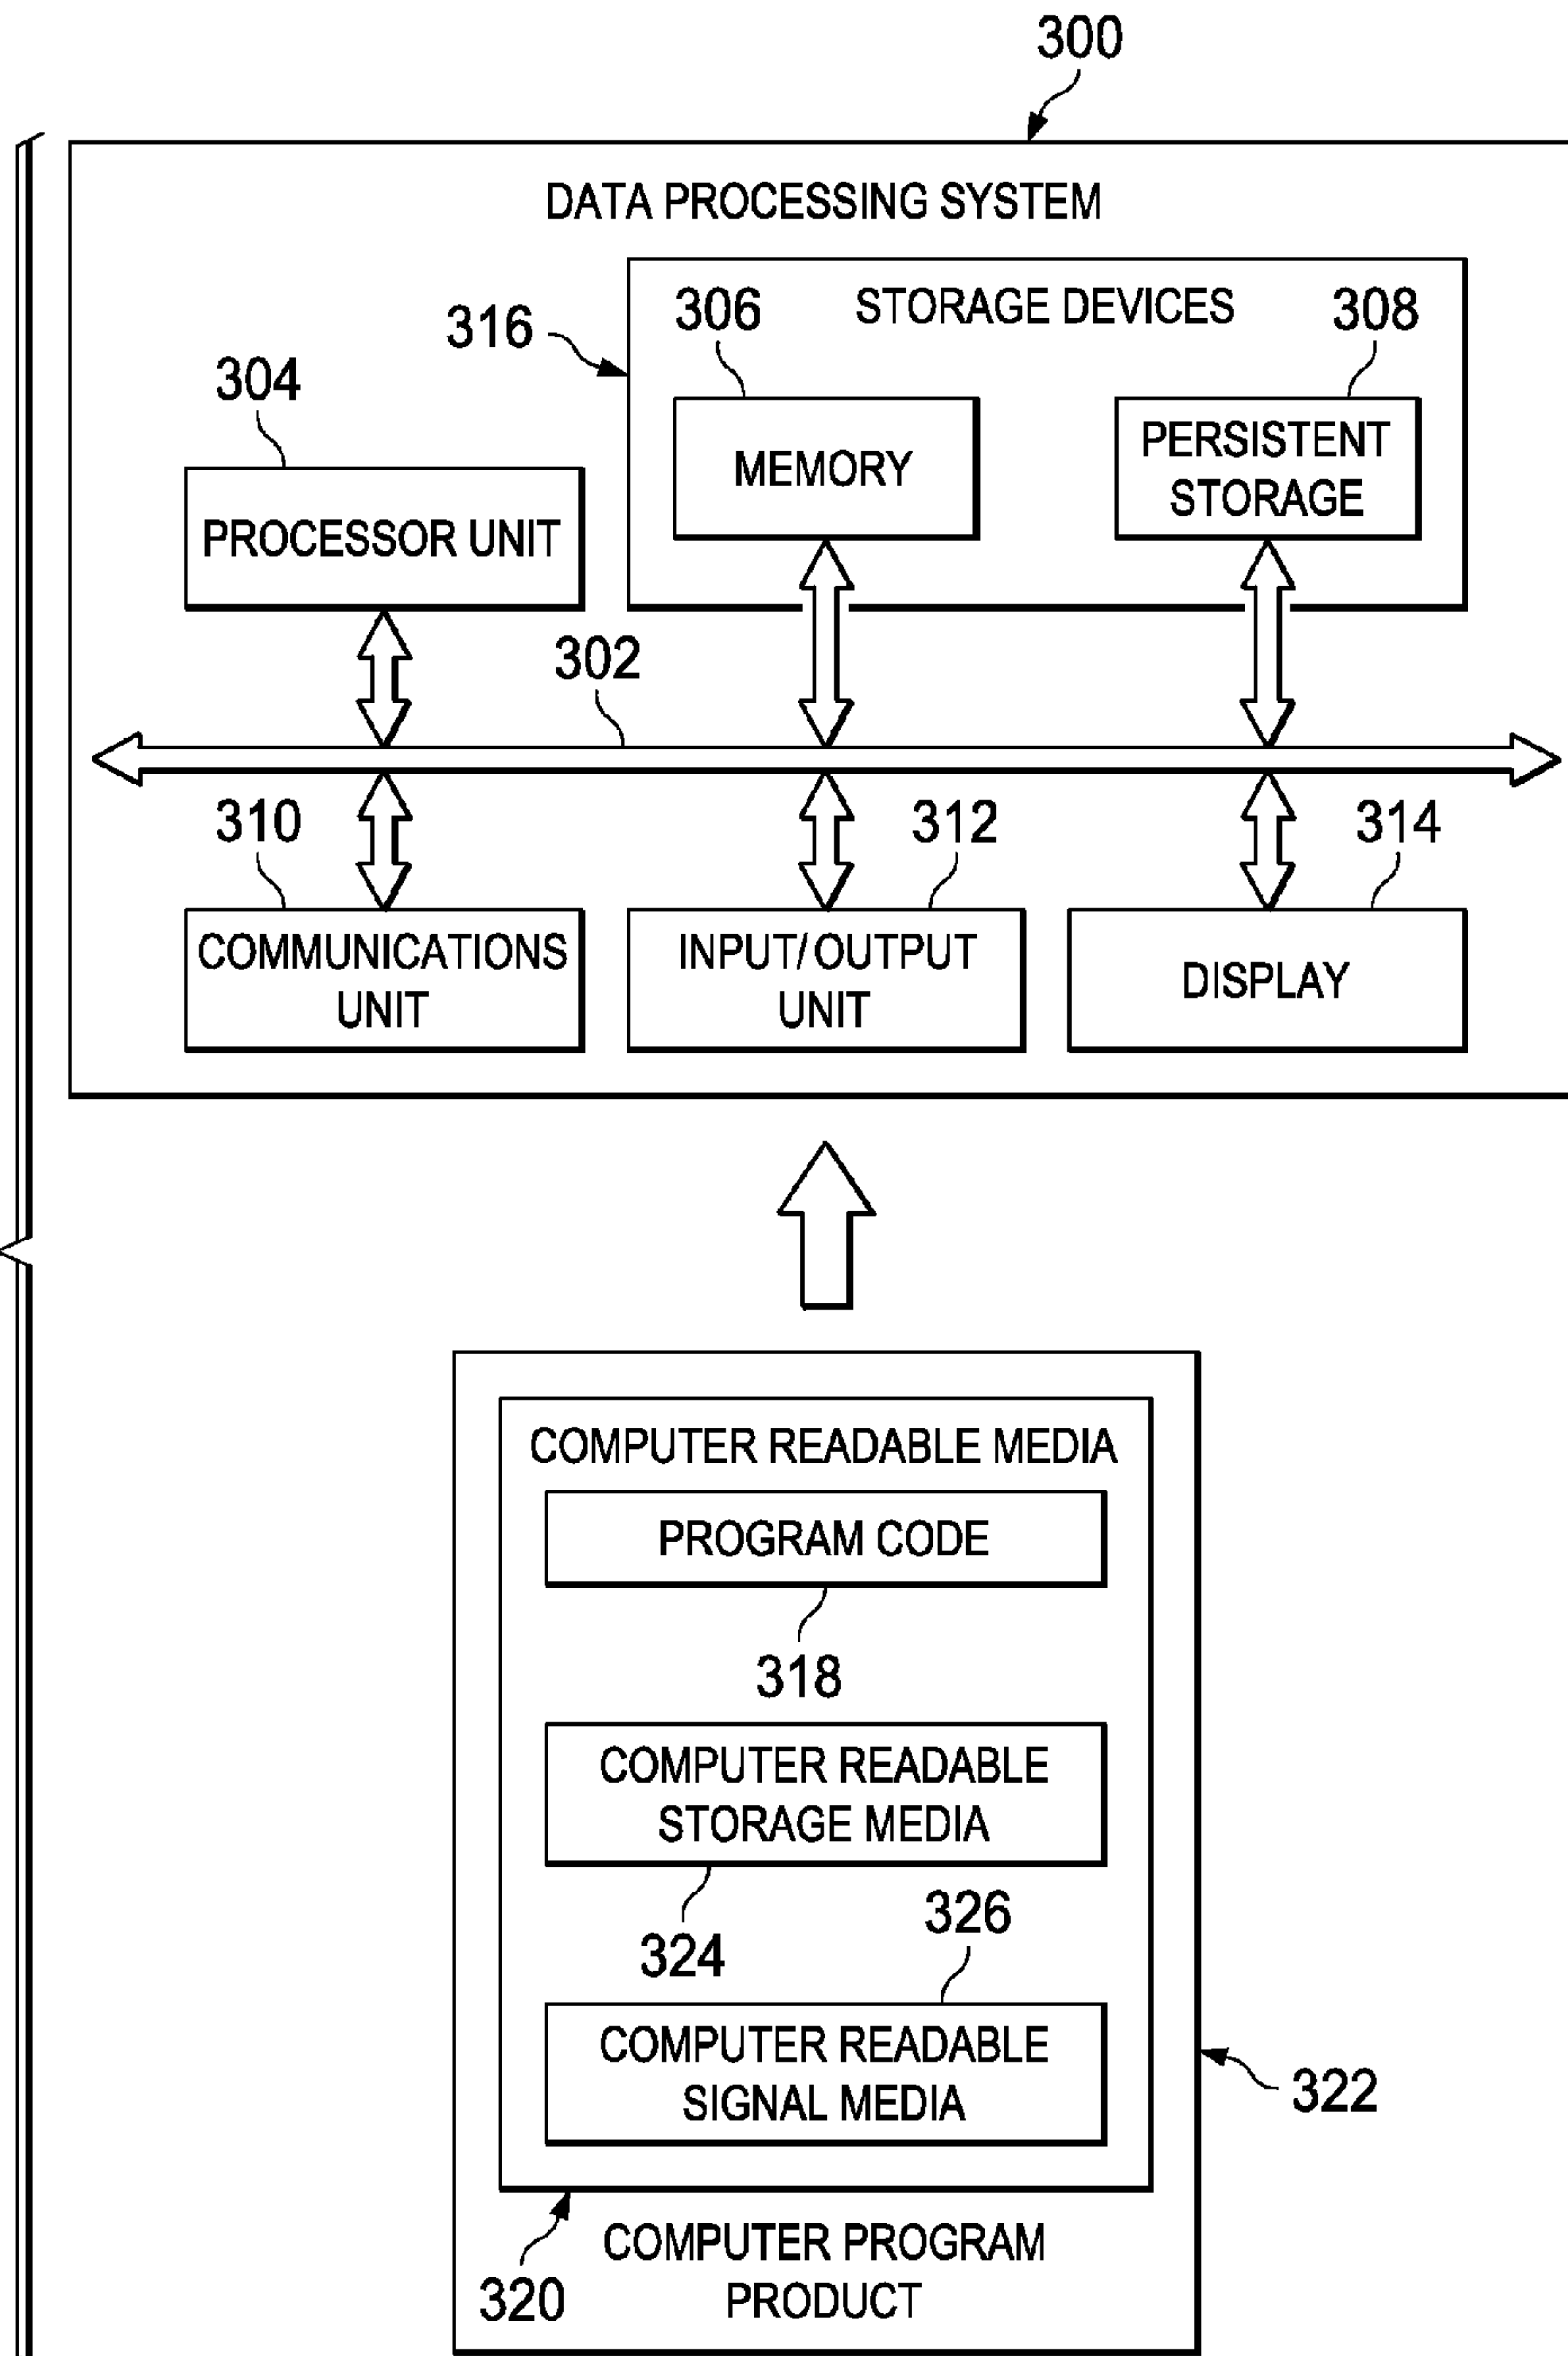 300
DATA PROCESSING SYSTEM
316
306
STORAGE DEVICES
308
304
MEMORY
PERSISTENT
STORAGE
PROCESSOR UNIT
302
310
312
314
COMMUNICATIONS
UNIT
INPUT/OUTPUT
UNIT
DISPLAY
COMPUTER READABLE MEDIA
PROGRAM CODE
318
COMPUTER READABLE
STORAGE MEDIA
324
326
COMPUTER READABLE
SIGNAL MEDIA
322
320
COMPUTER PROGRAM
PRODUCT